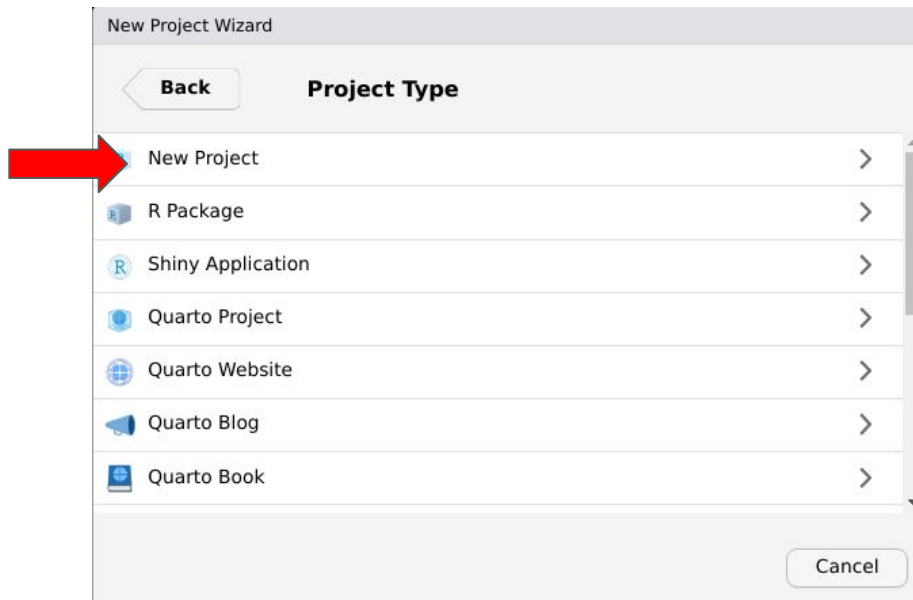 New Project Wizard
Back
Project Type
New Project
R Package
R
Shiny Application
R
Quarto Project
Quarto Website
Quarto Blog
Quarto Book
Cancel